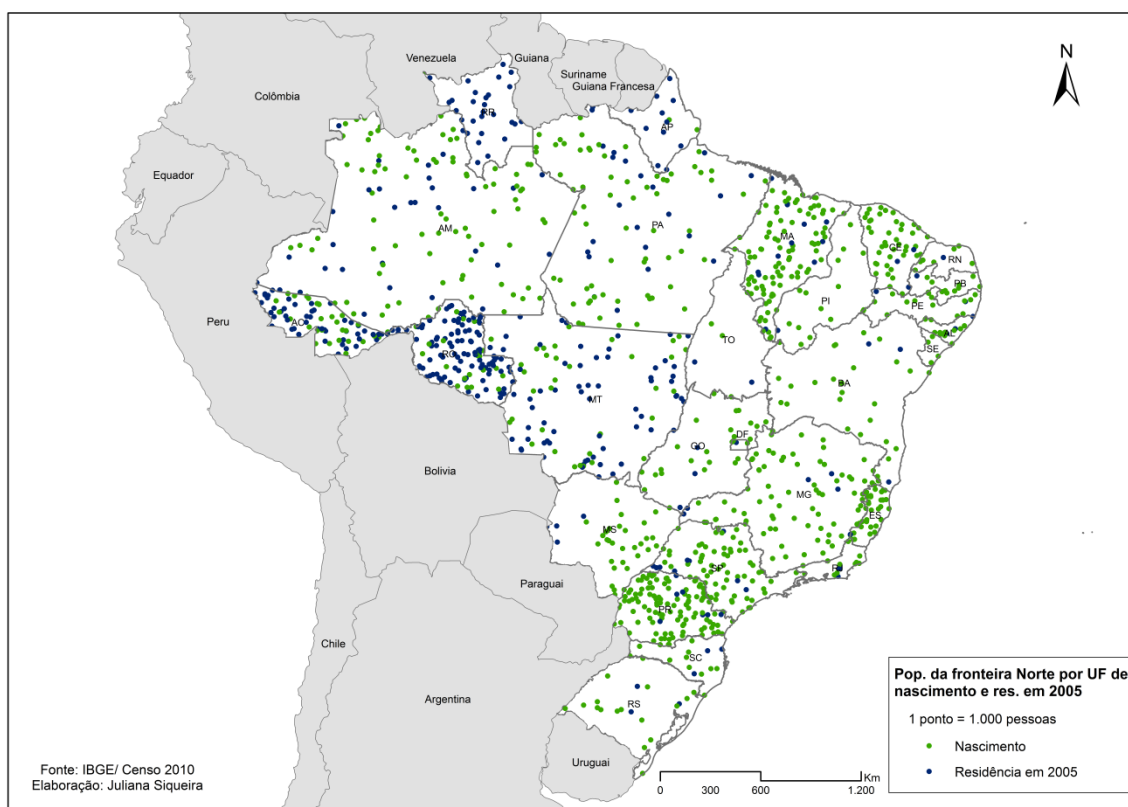 N
Venezuela
Guiana
Suriname
Guiana Francesa
Colômbia
RR
AP
Equador
AM
PA
MA
CE
RN
PB
PI
PE
AL
SE
Peru
AC
RO
TO
BA
MT
DF
GO
Bolivia
MG
ES
MS
SP
RJ
Paraguai
PR
Chile
SC
Argentina
RS
Uruguai
Pop. da fronteira Norte por UF de
nascimento e res. em 2005
1 ponto = 1.000 pessoas
Nascimento
Residência em 2005
Fonte: IBGE/ Censo 2010
Elaboração: Juliana Siqueira
Km
0 300 600 1.200